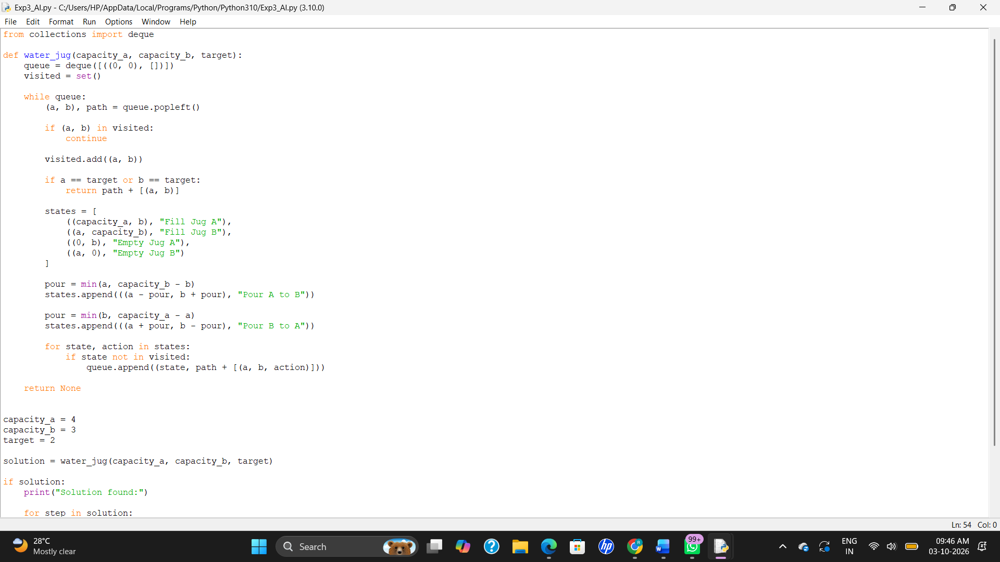 Exp3_AI.py - C:/Users/HP/AppData/Local/Programs/Python/Python310/Exp3_AI.py (3.10.0)
File Edit Format Run Options Window Help
from collections import deque

def water_jug(capacity_a, capacity_b, target):
    queue = deque([((0, 0), [])])
    visited = set()

    while queue:
        (a, b), path = queue.popleft()

        if (a, b) in visited:
            continue

        visited.add((a, b))

        if a == target or b == target:
            return path + [(a, b)]

        states = [
            ((capacity_a, b), "Fill Jug A"),
            ((a, capacity_b), "Fill Jug B"),
            ((0, b), "Empty Jug A"),
            ((a, 0), "Empty Jug B")
        ]

        pour = min(a, capacity_b - b)
        states.append(((a - pour, b + pour), "Pour A to B"))

        pour = min(b, capacity_a - a)
        states.append(((a + pour, b - pour), "Pour B to A"))

        for state, action in states:
            if state not in visited:
                queue.append((state, path + [(a, b, action)]))

    return None


capacity_a = 4
capacity_b = 3
target = 2

solution = water_jug(capacity_a, capacity_b, target)

if solution:
    print("Solution found:")

    for step in solution:
Ln: 54 Col: 0
28°C
Mostly clear
Search
hp
99+
ENG
IN
09:46 AM
03-10-2026